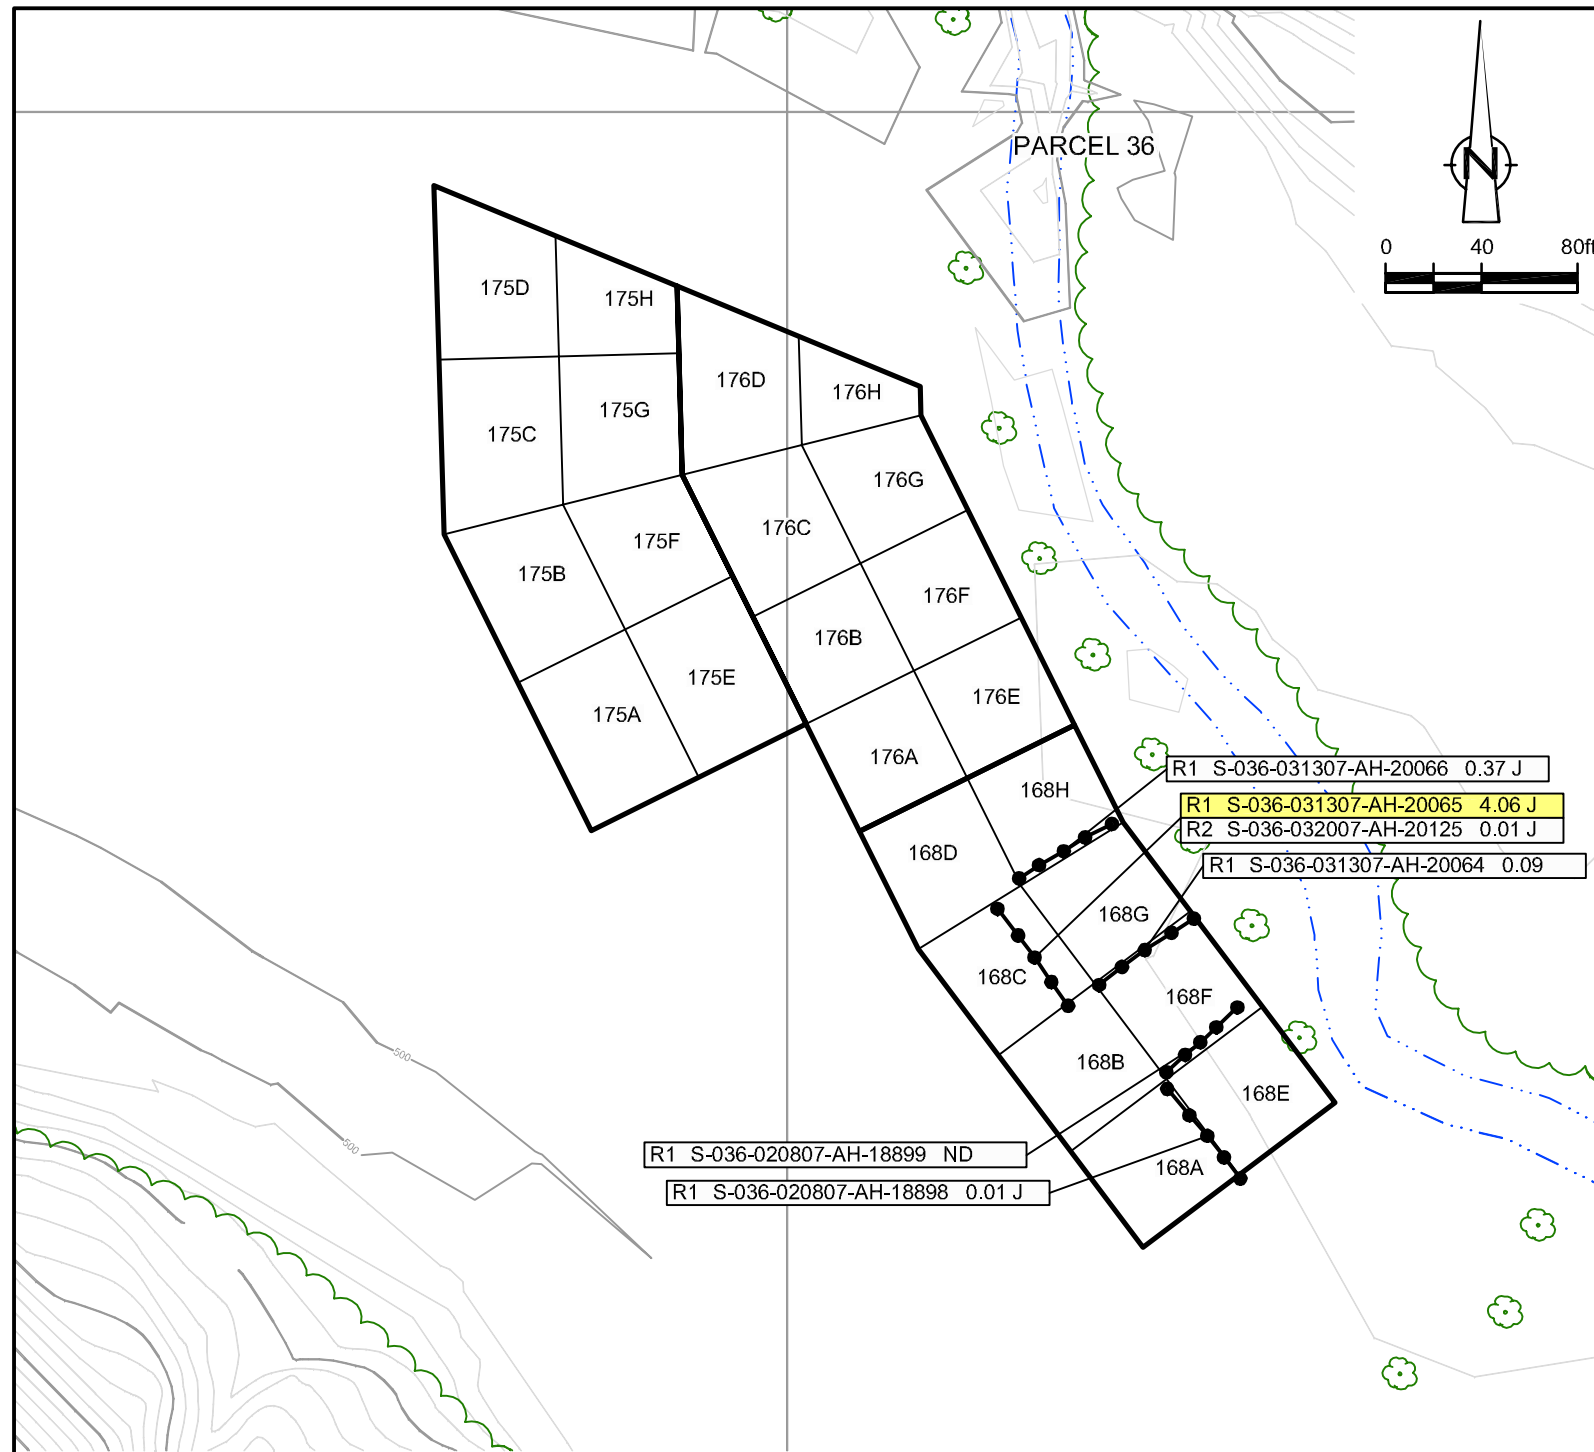 PARCEL 36
N
0 40 80ft
175D
175H
176D
176H
175C
175G
176G
176C
175F
175B
176F
176B
175E
176E
175A
176A
168H
R1 S-036-031307-AH-20066 0.37 J
R1 S-036-031307-AH-20065 4.06 J
R2 S-036-032007-AH-20125 0.01 J
R1 S-036-031307-AH-20064 0.09
168D
168G
168C
168F
168B
168E
500
500
R1 S-036-020807-AH-18899 ND
168A
R1 S-036-020807-AH-18898 0.01 J